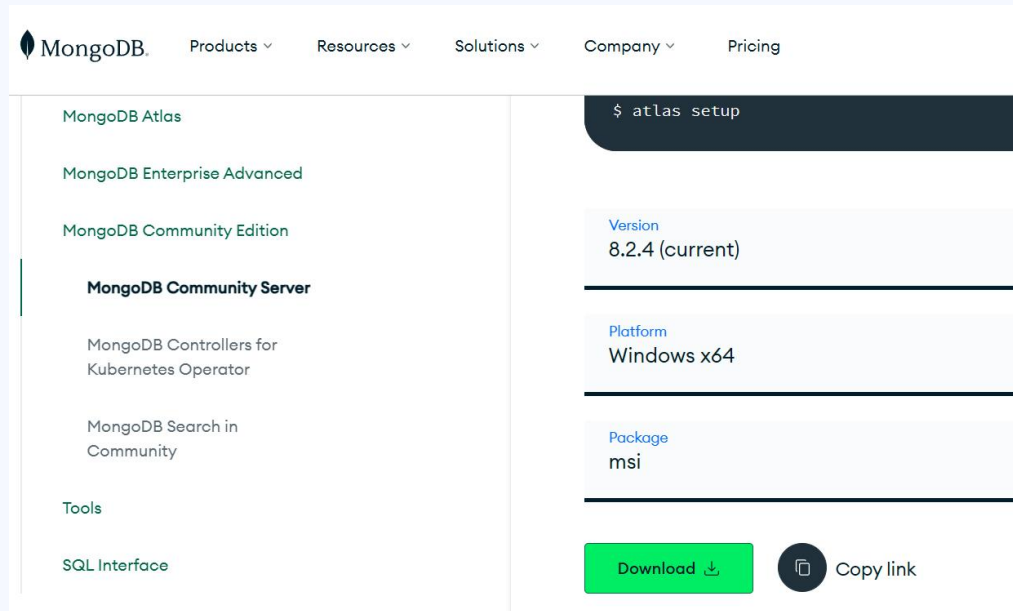 MongoDB.
Products
Resources
Solutions
Company
Pricing
MongoDB Atlas
MongoDB Enterprise Advanced
MongoDB Community Edition
MongoDB Community Server
MongoDB Controllers for
Kubernetes Operator
MongoDB Search in
Community
Tools
SQL Interface
$ atlas setup
Version
8.2.4 (current)
Platform
Windows x64
Package
msi
Download
Copy link